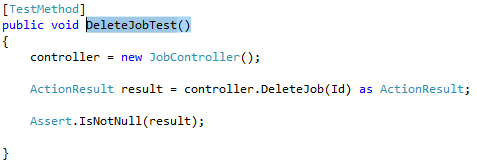 [TestMethod]
public void DeleteJobTest()
{
controller = new JobController();
ActionResult result = controller.DeleteJob(Id) as ActionResult;
Assert.IsNotNull(result);
}